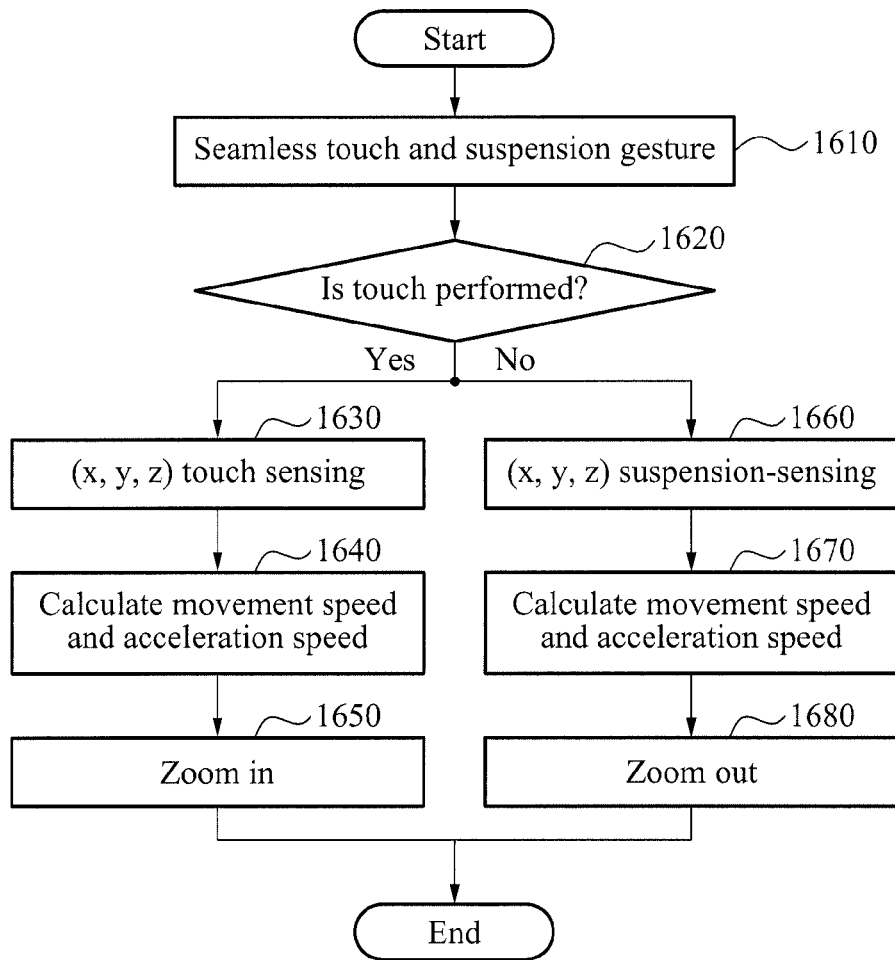 Start
Seamless touch and suspension gesture
1610
1620
Is touch performed?
Yes
No
1630
(x, y, z) touch sensing
1660
(x, y, z) suspension-sensing
1640
Calculate movement speed
and acceleration speed
1670
Calculate movement speed
and acceleration speed
1650
Zoom in
1680
Zoom out
End